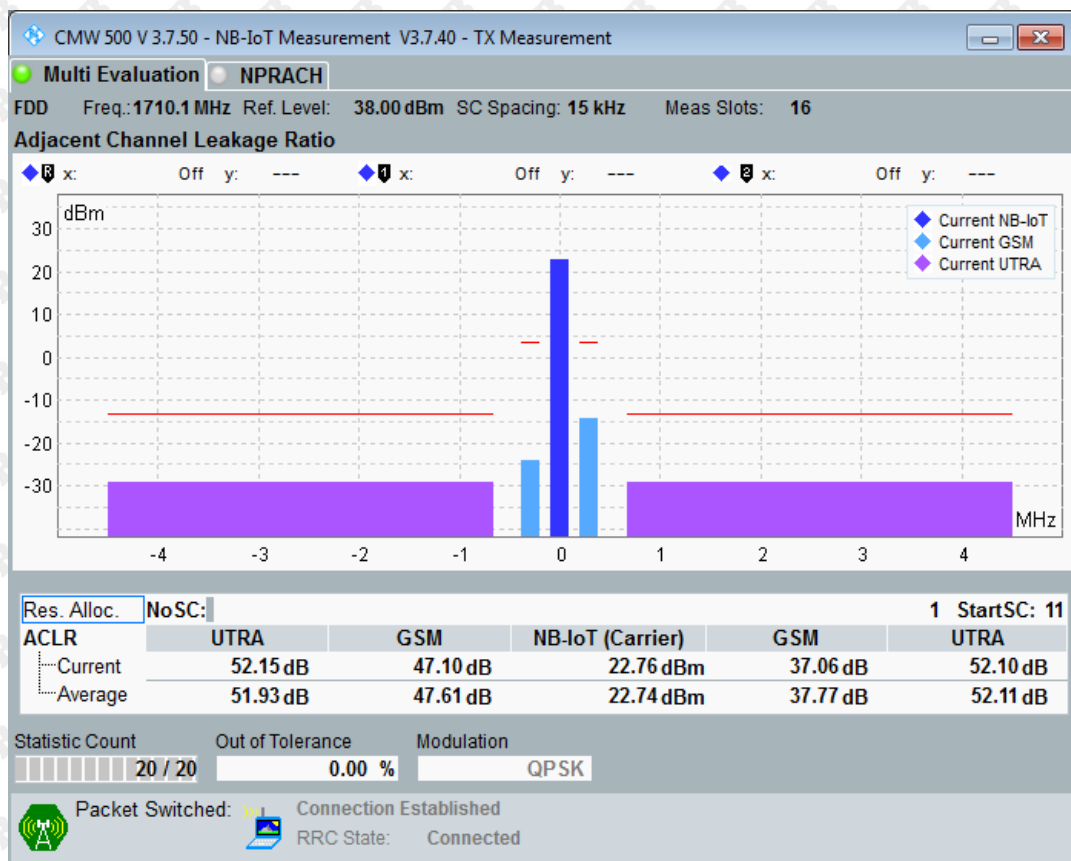 CMW 500 V 3.7.50 - NB-IoT Measurement V3.7.40 - TX Measurement
Multi Evaluation NPRACH
FDD Freq.: 1710.1 MHz Ref. Level: 38.00 dBm SC Spacing: 15 kHz Meas Slots: 16
Adjacent Channel Leakage Ratio
R x: Off y: --- 1 x: Off y: --- 2 x: Off y: ---
dBm
Current NB-IoT
Current GSM
Current UTRA
30
20
10
0
-10
-20
-30
MHz
-4 -3 -2 -1 0 1 2 3 4
Res. Alloc. NoSC: 1 StartSC: 11
ACLR UTRA GSM NB-IoT (Carrier) GSM UTRA
Current 52.15 dB 47.10 dB 22.76 dBm 37.06 dB 52.10 dB
Average 51.93 dB 47.61 dB 22.74 dBm 37.77 dB 52.11 dB
Statistic Count Out of Tolerance Modulation
20 / 20 0.00 % QPSK
Packet Switched: Connection Established
RRC State: Connected